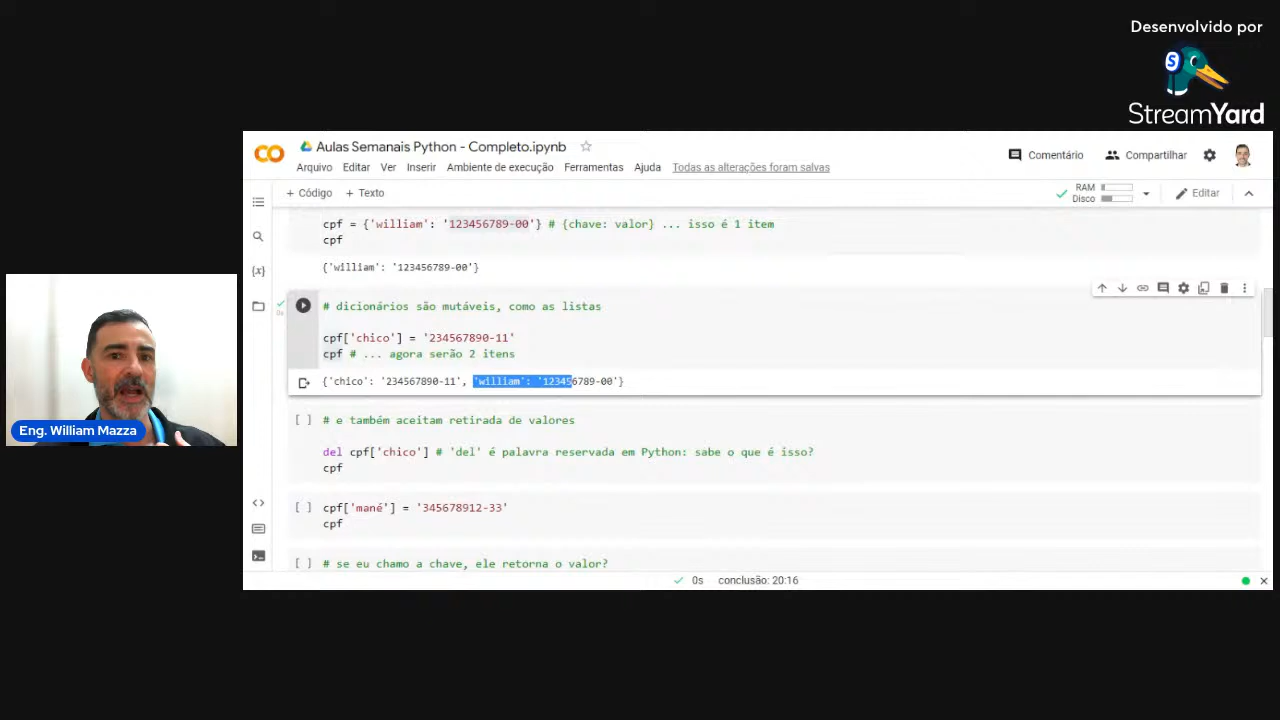 Desenvolvido por
StreamYard
Aulas Semanais Python - Completo.ipynb
Comentário
Compartilhar
Arquivo Editar Ver Inserir Ambiente de execução Ferramentas Ajuda Todas as alterações foram salvas
+ Código + Texto
RAM
Disco
Editar
cpf = {'william': '123456789-00'} # {chave: valor} ... isso é 1 item
cpf
{'william': '123456789-00'}
# dicionários são mutáveis, como as listas
cpf['chico'] = '234567890-11'
cpf # ... agora serão 2 itens
{'chico': '234567890-11', 'william': '123456789-00'}
[ ] # e também aceitam retirada de valores
del cpf['chico'] # 'del' é palavra reservada em Python: sabe o que é isso?
cpf
[ ] cpf['mané'] = '345678912-33'
cpf
[ ] # se eu chamo a chave, ele retorna o valor?
0s conclusão: 20:16
Eng. William Mazza